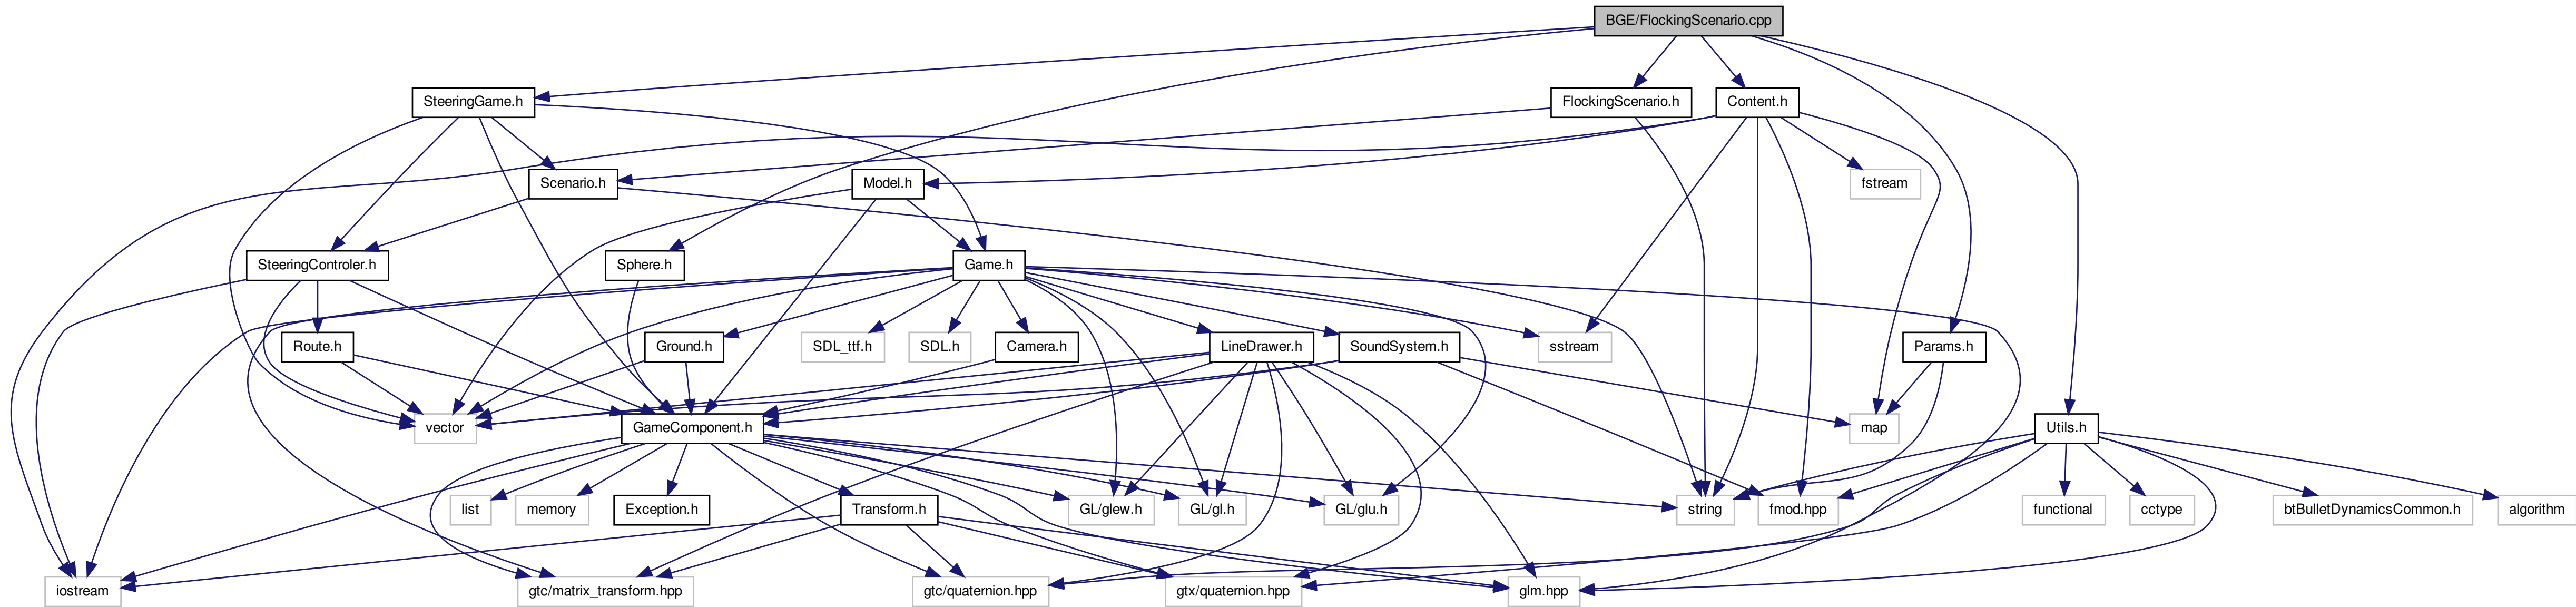 BGE/FlockingScenario.cpp
SteeringGame.h
FlockingScenario.h
Content.h
Scenario.h
Model.h
fstream
SteeringControler.h
Sphere.h
Game.h
Route.h
Ground.h
SDL_ttf.h
SDL.h
Camera.h
LineDrawer.h
SoundSystem.h
sstream
Params.h
vector
GameComponent.h
map
Utils.h
list
memory
Exception.h
Transform.h
GL/glew.h
GL/gl.h
GL/glu.h
string
fmod.hpp
functional
cctype
btBulletDynamicsCommon.h
algorithm
iostream
gtc/matrix_transform.hpp
gtc/quaternion.hpp
gtx/quaternion.hpp
glm.hpp